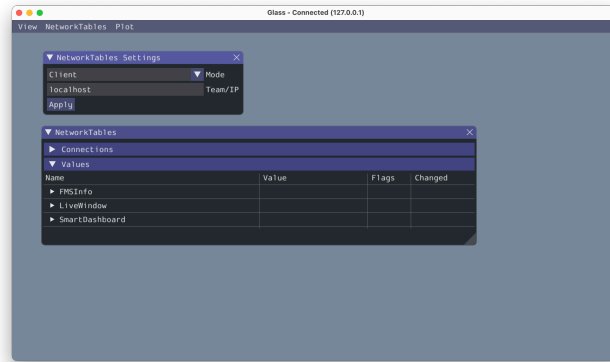 Glass - Connected (127.0.0.1)
View NetworkTables Plot
NetworkTables Settings
Client Mode
localhost Team/IP
Apply
NetworkTables
Connections
Values
Name Value Flags Changed
FMSInfo
LiveWindow
SmartDashboard